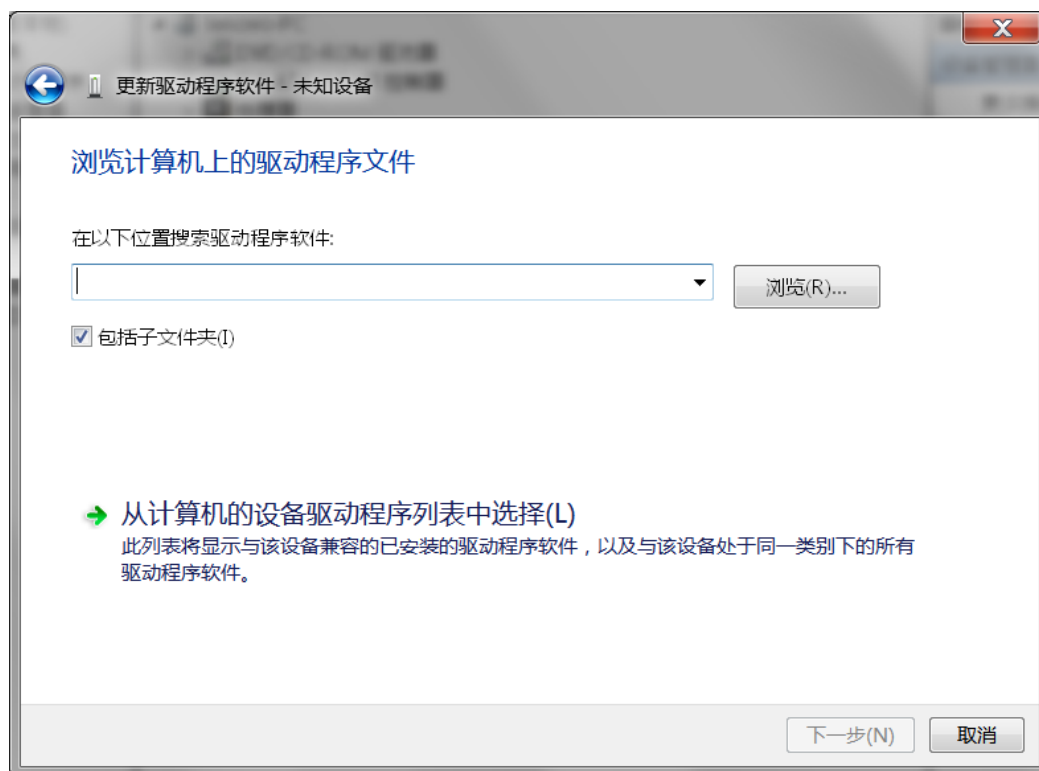 更新驱动程序软件 - 未知设备
浏览计算机上的驱动程序文件
在以下位置搜索驱动程序软件:
浏览(R)...
包括子文件夹(I)
从计算机的设备驱动程序列表中选择(L)
此列表将显示与该设备兼容的已安装的驱动程序软件，以及与该设备处于同一类别下的所有
驱动程序软件。
下一步(N)
取消